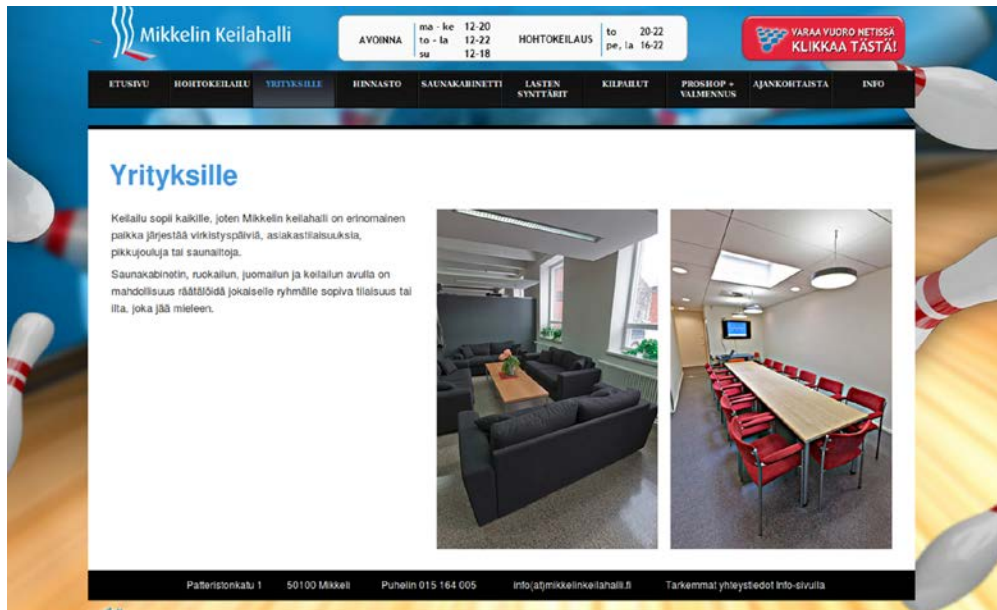 Mikkelin Keilahalli
AVOINNA
ma - ke 12-20
to - la 12-22
su 12-18
HOHTOKEILAUS
to 20-22
pe, la 16-22
VARAA VUORO NETISSÄ
KLIKKAA TÄSTÄ!
ETUSIVU HOHTOKEILAILU YRITYKSILLE HINNASTO SAUNAKABINETTI LASTEN SYNTTÄRIT KILPAILUT PROSHOP + VALMENNUS AJANKOHTAISTA INFO
Yrityksille
Keilailu sopii kaikille, joten Mikkelin keilahalli on erinomainen
paikka järjestää virkistyspäiviä, asiakastilaisuuksia,
pikkujouluja tai saunailtoja.
Saunakabinetin, ruokailun, juomailun ja keilailun avulla on
mahdollisuus räätälöidä jokaiselle ryhmälle sopiva tilaisuus tai
ilta, joka jää mieleen.
Patteristonkatu 1 50100 Mikkeli Puhelin 015 164 005 info(at)mikkelinkeilahalli.fi Tarkemmat yhteystiedot Info-sivulla